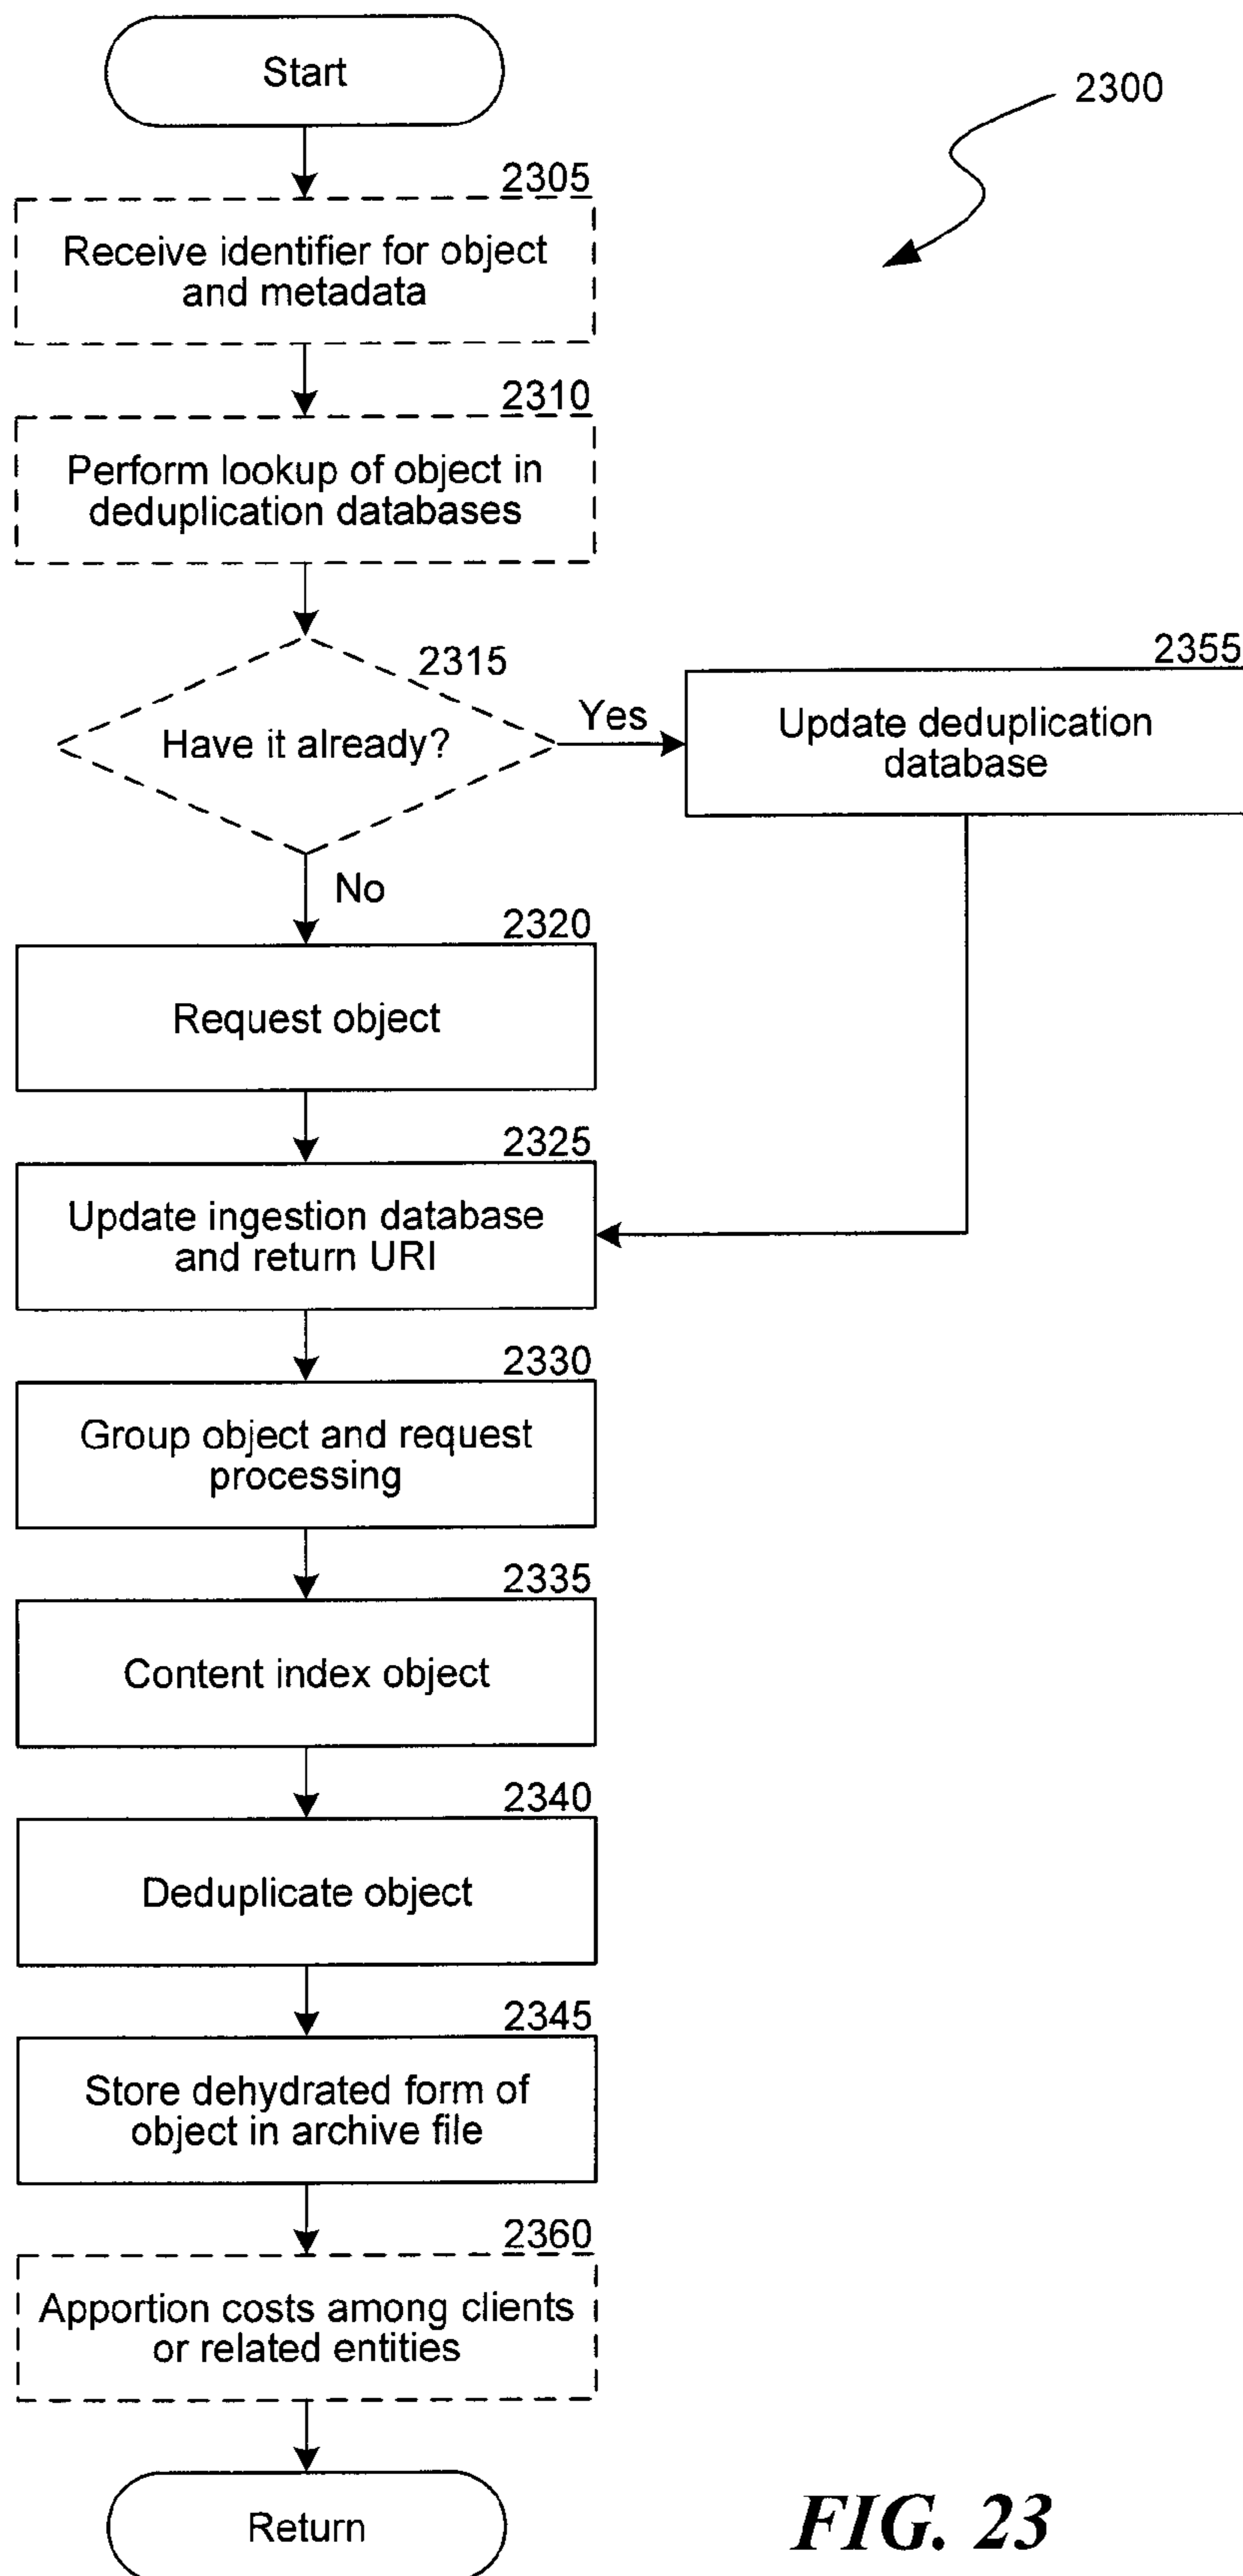 Start
2300
2305
Receive identifier for object
and metadata
2310
Perform lookup of object in
deduplication databases
2315
Have it already?
Yes
2355
Update deduplication
database
No
2320
Request object
2325
Update ingestion database
and return URI
2330
Group object and request
processing
2335
Content index object
2340
Deduplicate object
2345
Store dehydrated form of
object in archive file
2360
Apportion costs among clients
or related entities
Return
FIG. 23